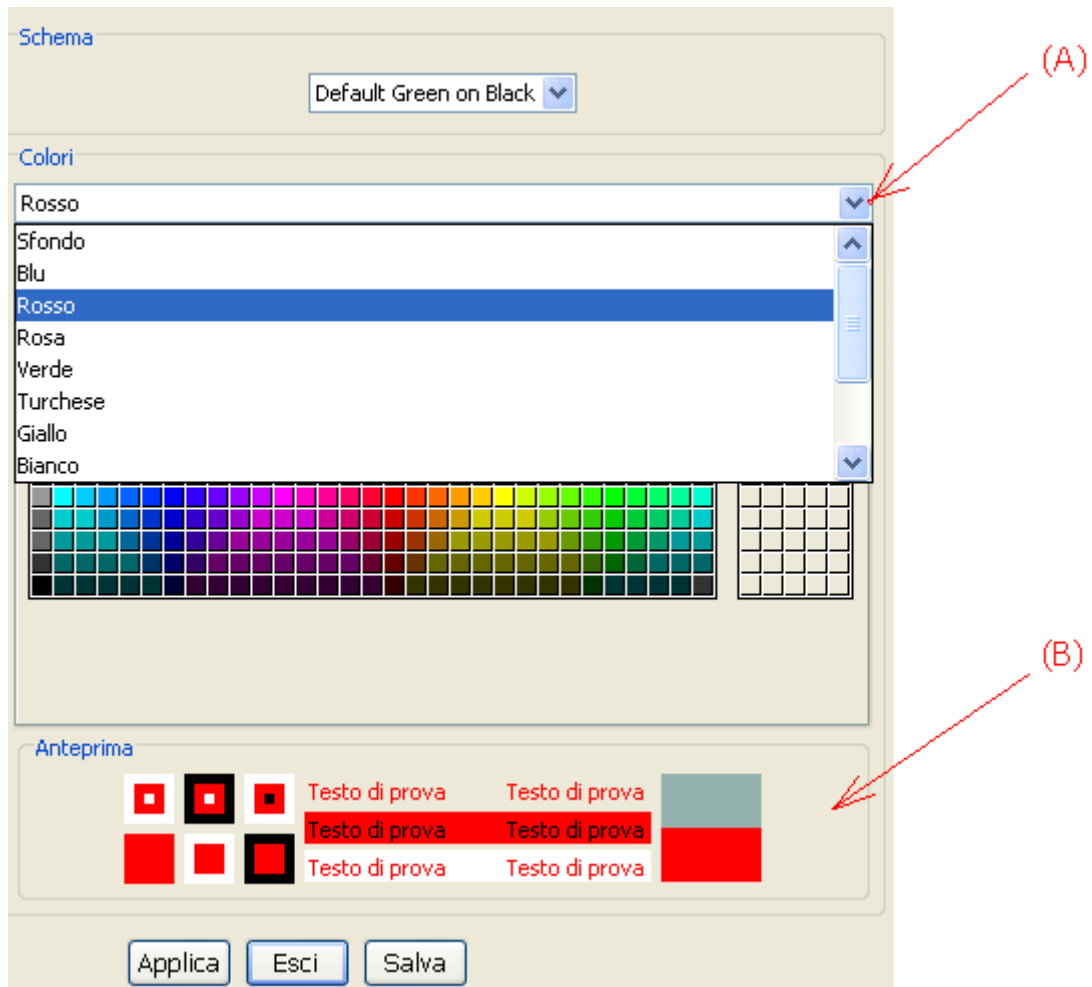 Schema
(A)
Default Green on Black
Colori
Rosso
Sfondo
Blu
Rosso
Rosa
Verde
Turchese
Giallo
Bianco
(B)
Anteprima
Testo di prova Testo di prova
Testo di prova Testo di prova
Testo di prova Testo di prova
Applica Esci Salva